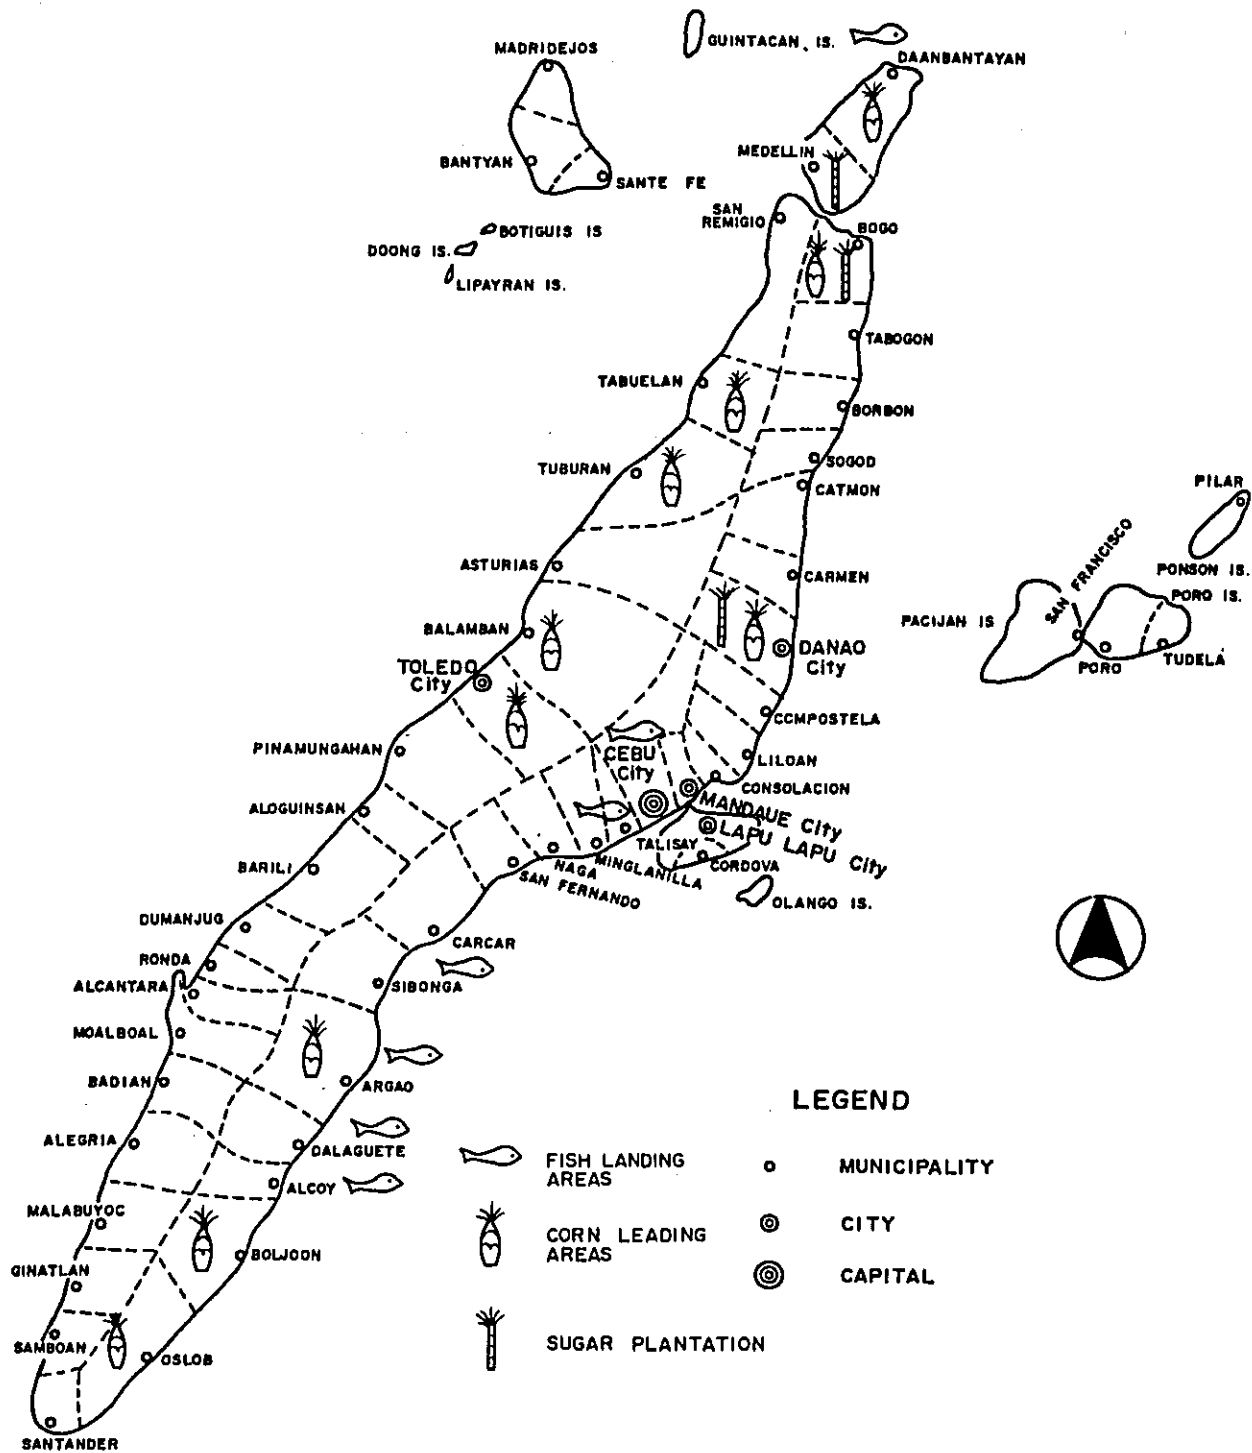 MADRIDEJOS
GUINTACAN, IS.
DAANBANTAYAN
BANTYAN
SANTE FE
MEDELLIN
SAN
REMIGIO
BOGO
BOTIGUIS IS
DOONG IS.
LIPAYRAN IS.
TABOGON
TABUELAN
BORBON
SOGOD
TUBURAN
CATMON
PILAR
PONSON IS.
ASTURIAS
CARMEN
SAN FRANCISCO
PORO IS.
PACIJAN IS
PORO
TUDELA
BALAMBAN
DANAO
City
TOLEDO
City
COMPOSTELA
PINAMUNGAHAN
CEBU
City
LILOAN
CONSOLACION
MANDAUE City
LAPU LAPU City
ALOGUINSAN
TALISAY
CORDOVA
MINGLANILLA
NAGA
SAN FERNANDO
OLANGO IS.
BARILI
DUMANJUG
CARCAR
RONDA
SIBONGA
ALCANTARA
MOALBOAL
BADIAN
ARGAO
ALEGRIA
DALAGUETE
ALCOY
MALABUYOC
BOLJOON
GINATLAN
SAMBOAN
OSLOB
SANTANDER
LEGEND
FISH LANDING
AREAS
MUNICIPALITY
CORN LEADING
AREAS
CITY
CAPITAL
SUGAR PLANTATION